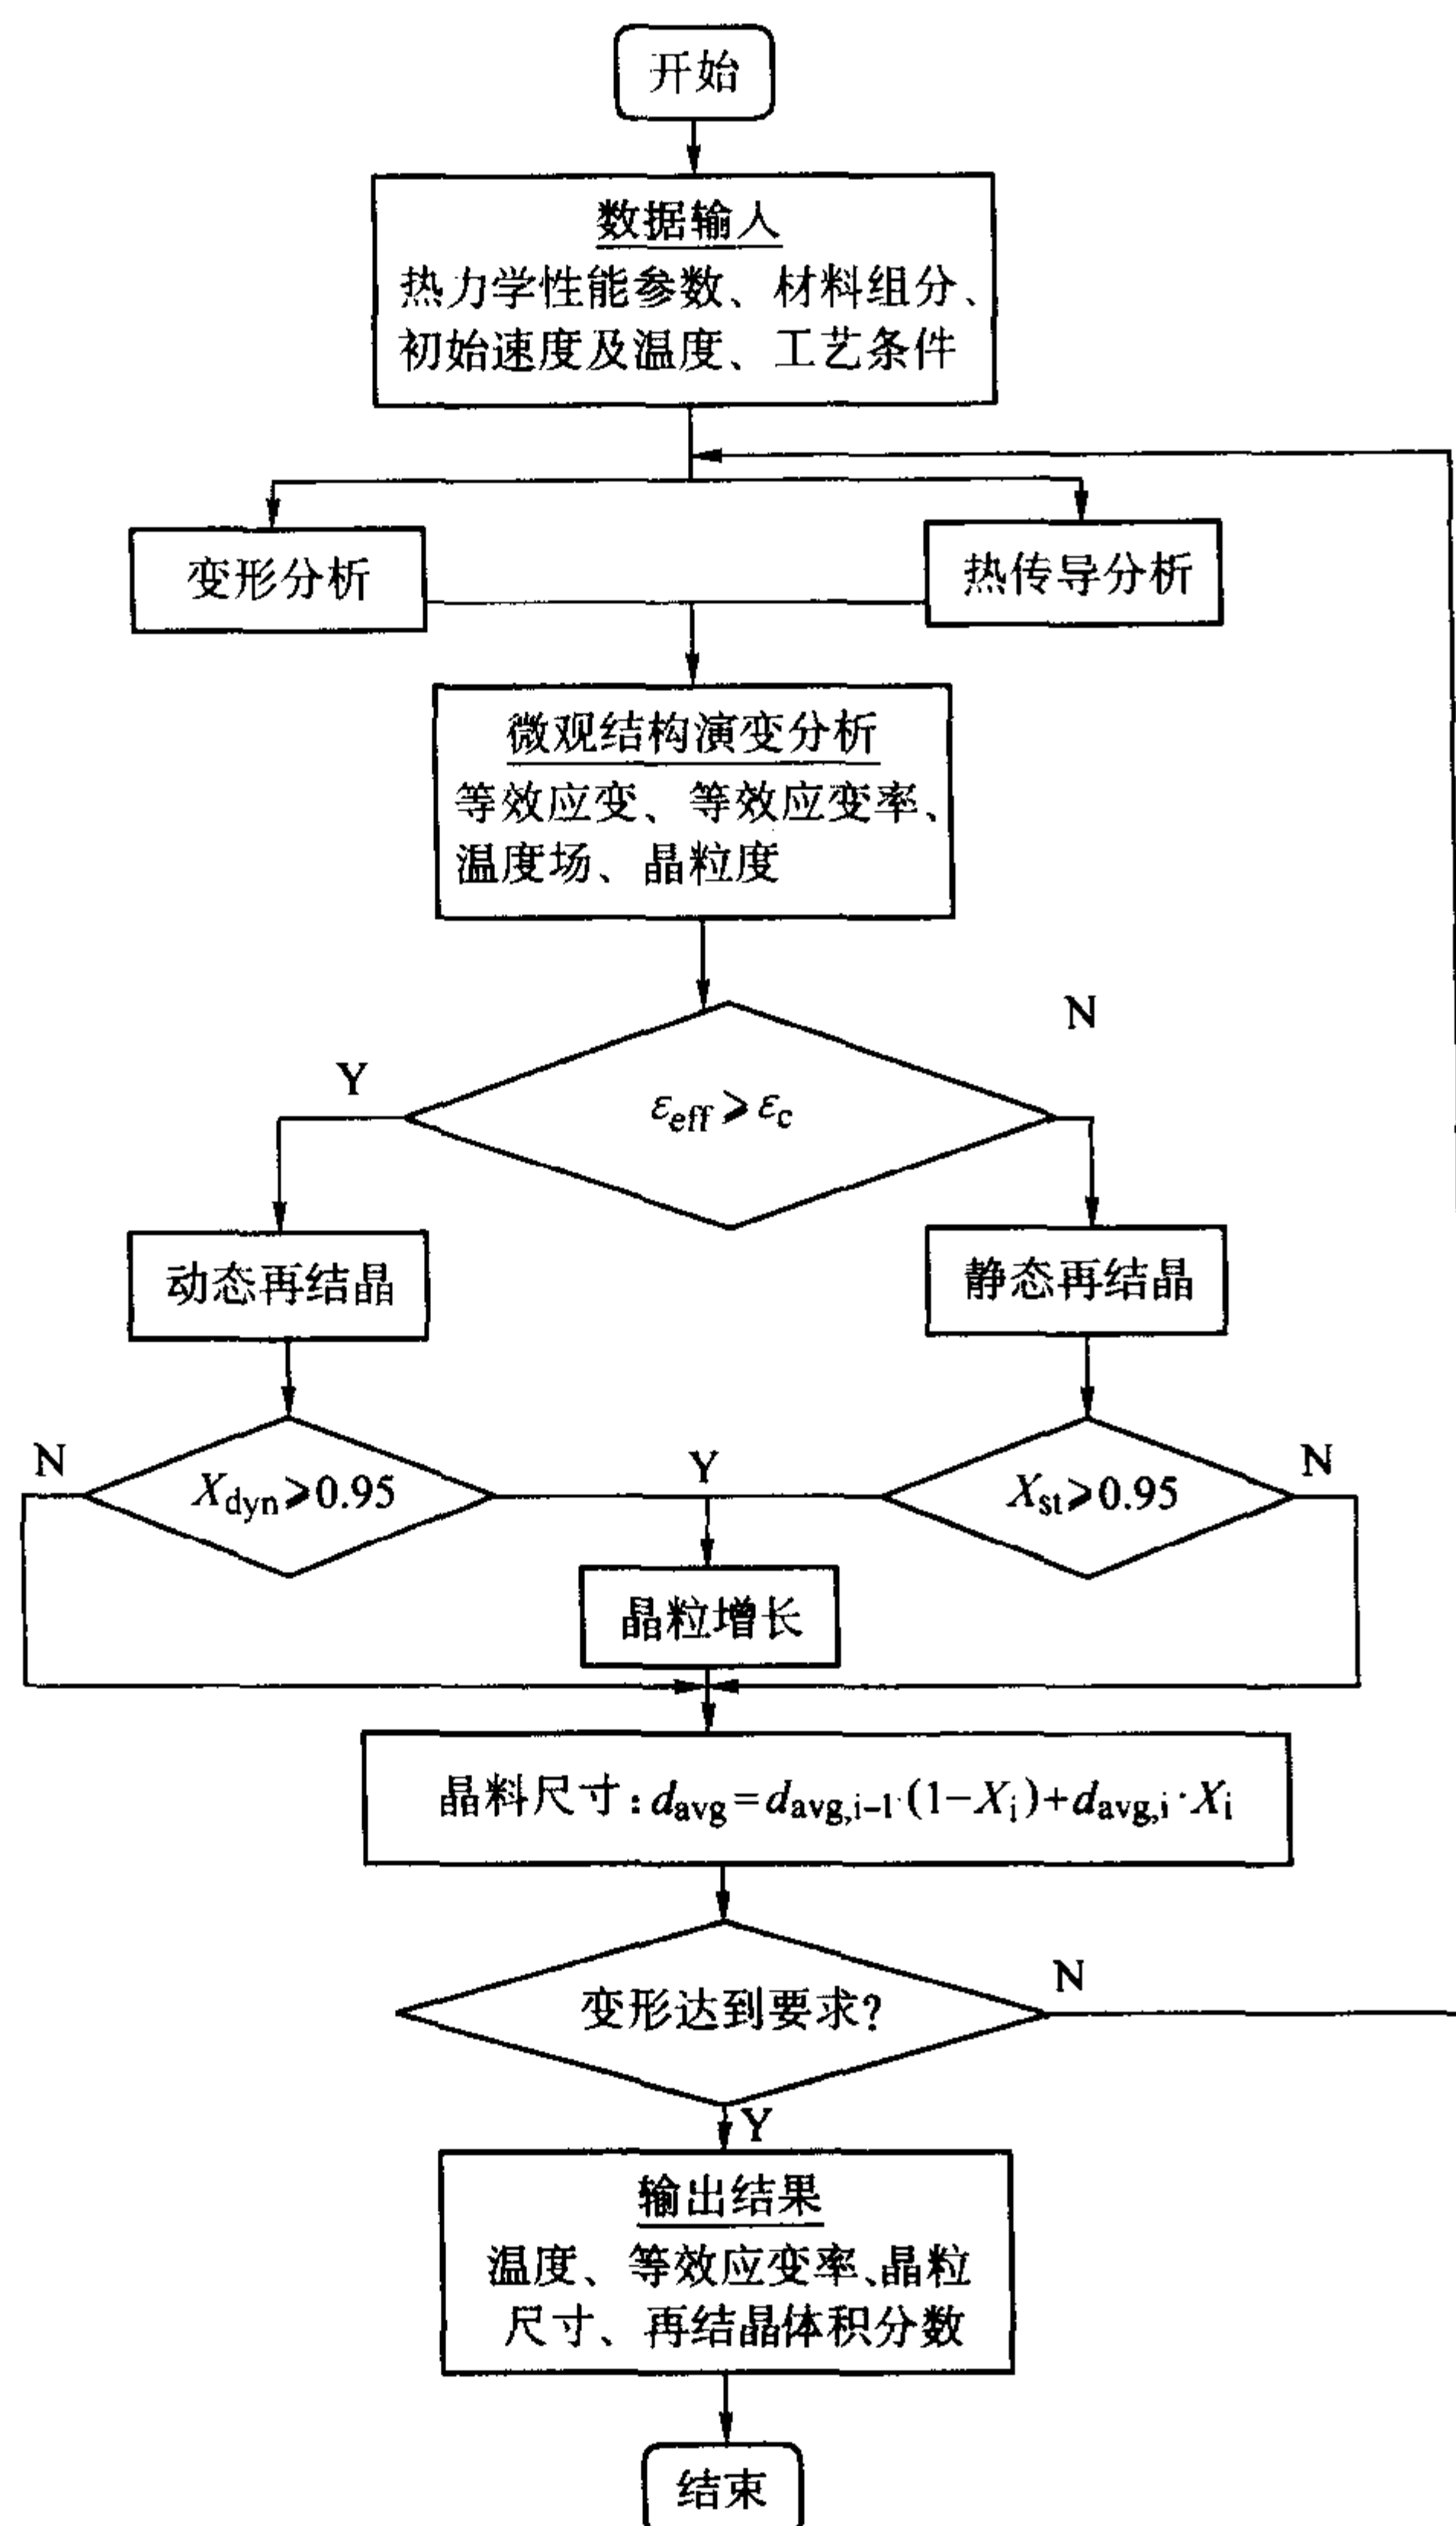 开始
数据输入
热力学性能参数、材料组分、
初始速度及温度、工艺条件
变形分析
热传导分析
微观结构演变分析
等效应变、等效应变率、
温度场、晶粒度
N
Y
εeff⩾εc
动态再结晶
静态再结晶
N
Xdyn⩾0.95
Y
Xst⩾0.95
N
晶粒增长
晶料尺寸:davg=davg,i-1·(1-Xi)+davg,i·Xi
变形达到要求?
N
Y
输出结果
温度、等效应变率、晶粒
尺寸、再结晶体积分数
结束